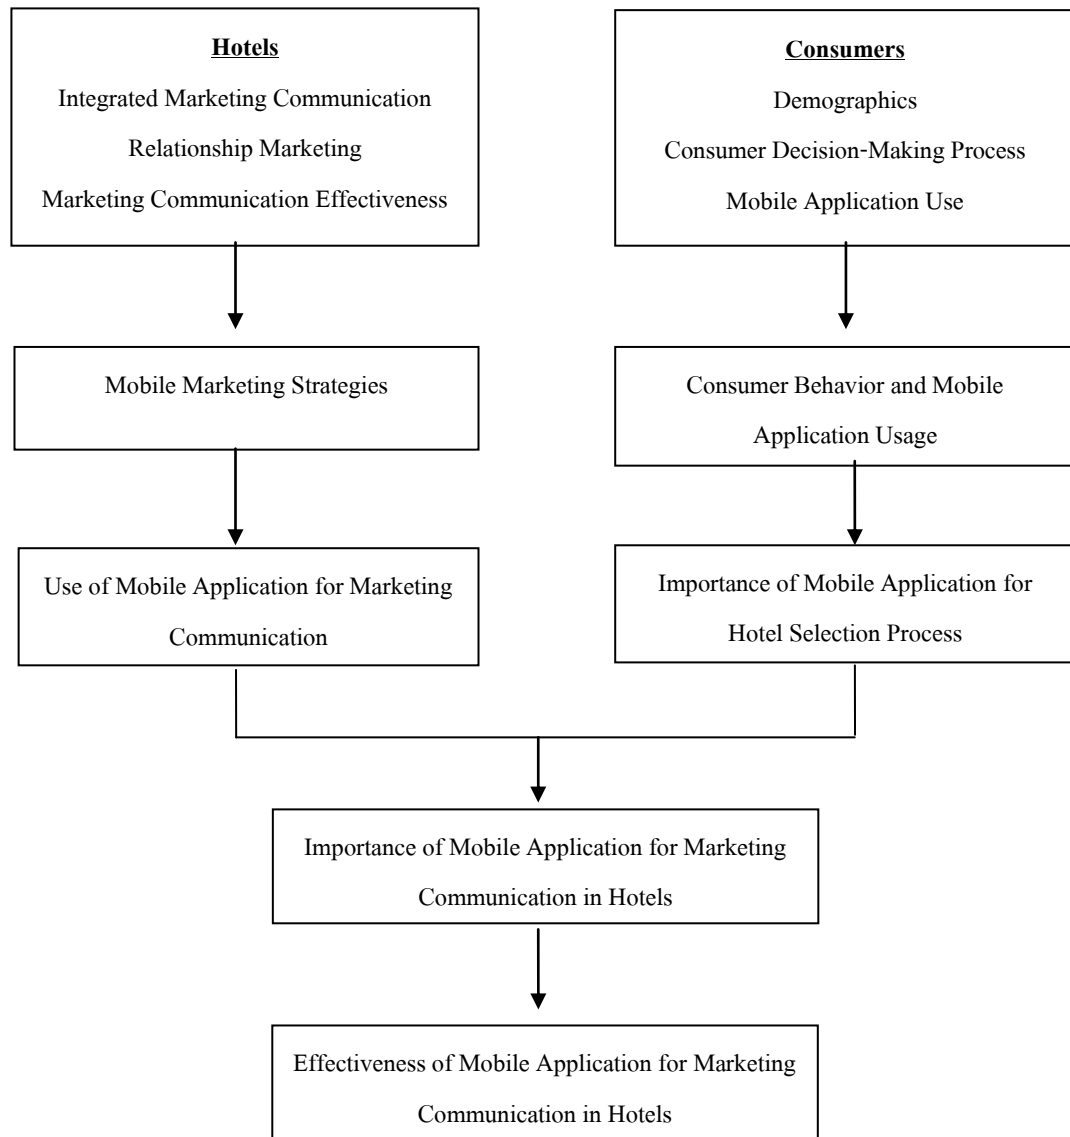 Hotels
Integrated Marketing Communication
Relationship Marketing
Marketing Communication Effectiveness
Consumers
Demographics
Consumer Decision-Making Process
Mobile Application Use
Mobile Marketing Strategies
Consumer Behavior and Mobile
Application Usage
Use of Mobile Application for Marketing
Communication
Importance of Mobile Application for
Hotel Selection Process
Importance of Mobile Application for Marketing
Communication in Hotels
Effectiveness of Mobile Application for Marketing
Communication in Hotels